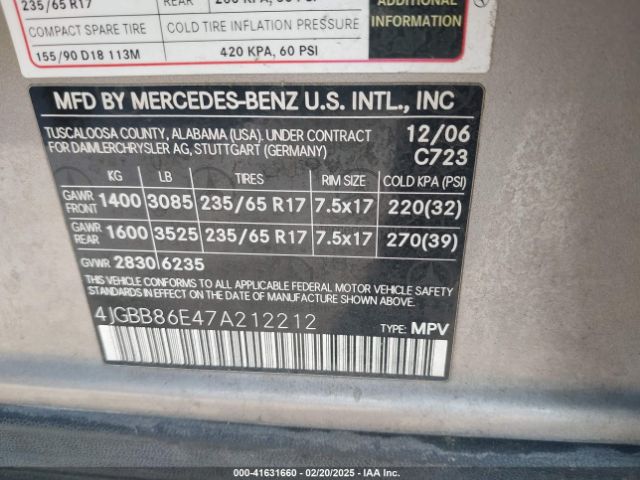 235/65 R17 REAR
ADDITIONAL
INFORMATION
COMPACT SPARE TIRE COLD TIRE INFLATION PRESSURE
155/90 D18 113M 420 KPA, 60 PSI
MFD BY MERCEDES-BENZ U.S. INTL., INC
TUSCALOOSA COUNTY, ALABAMA (USA). UNDER CONTRACT 12/06
FOR DAIMLERCHRYSLER AG, STUTTGART (GERMANY) C723
KG LB TIRES RIM SIZE COLD KPA (PSI)
GAWR FRONT 1400 3085 235/65 R17 7.5x17 220(32)
GAWR REAR 1600 3525 235/65 R17 7.5x17 270(39)
GVWR 2830 6235
THIS VEHICLE CONFORMS TO ALL APPLICABLE FEDERAL MOTOR VEHICLE SAFETY
STANDARDS IN EFFECT ON THE DATE OF MANUFACTURE SHOWN ABOVE.
4JGBB86E47A212212 TYPE: MPV
000-41631660 - 02/20/2025 - IAA Inc.